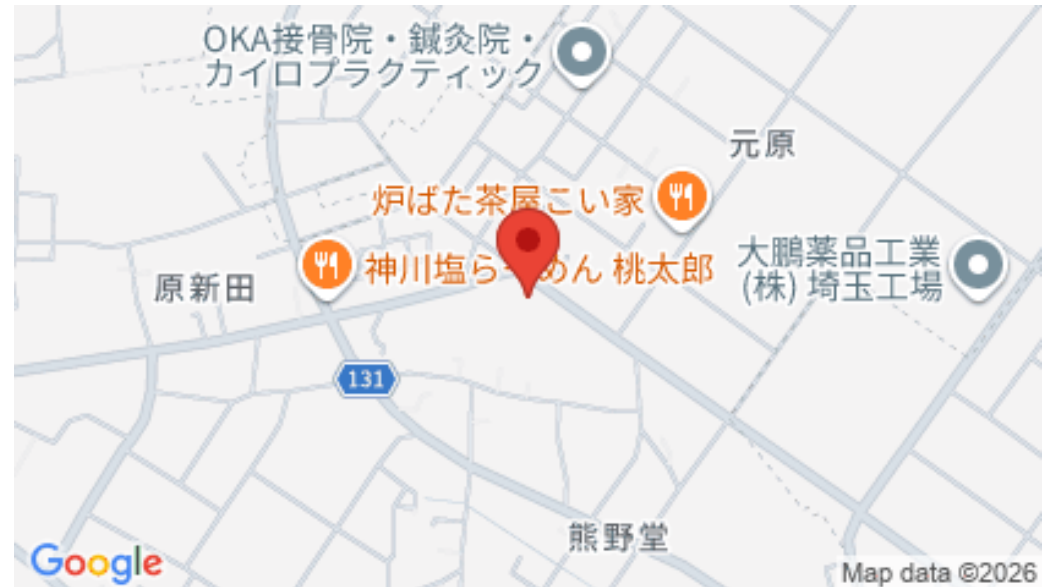 OKA接骨院・鍼灸院・
カイロプラクティック
元原
炉ばた茶屋こい家
神川塩らーめん 桃太郎
大鵬薬品工業
(株) 埼玉工場
原新田
131
熊野堂
Google
Map data ©2026